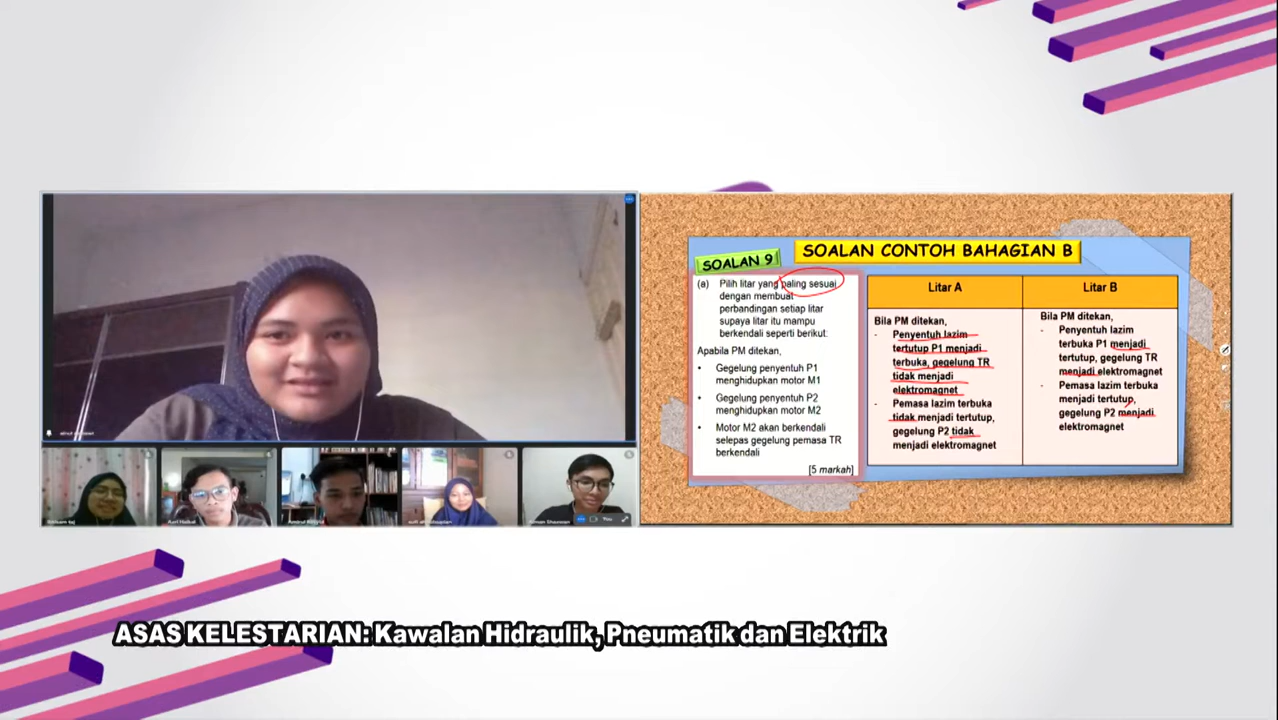 SOALAN CONTOH BAHAGIAN B
SOALAN 9
(a) Pilih litar yang paling sesuai
dengan membuat
perbandingan setiap litar
supaya litar itu mampu
berkendali seperti berikut:
Apabila PM ditekan,
• Gegelung penyentuh P1
menghidupkan motor M1
• Gegelung penyentuh P2
menghidupkan motor M2
• Motor M2 akan berkendali
selepas gegelung pemasa TR
berkendali
[5 markah]
Litar A
Bila PM ditekan,
- Penyentuh lazim
tertutup P1 menjadi
terbuka, gegelung TR
tidak menjadi
elektromagnet
- Pemasa lazim terbuka
tidak menjadi tertutup,
gegelung P2 tidak
menjadi elektromagnet
Litar B
Bila PM ditekan,
- Penyentuh lazim
terbuka P1 menjadi
tertutup, gegelung TR
menjadi elektromagnet
- Pemasa lazim terbuka
menjadi tertutup,
gegelung P2 menjadi
elektromagnet
You
ASAS KELESTARIAN: Kawalan Hidraulik, Pneumatik dan Elektrik